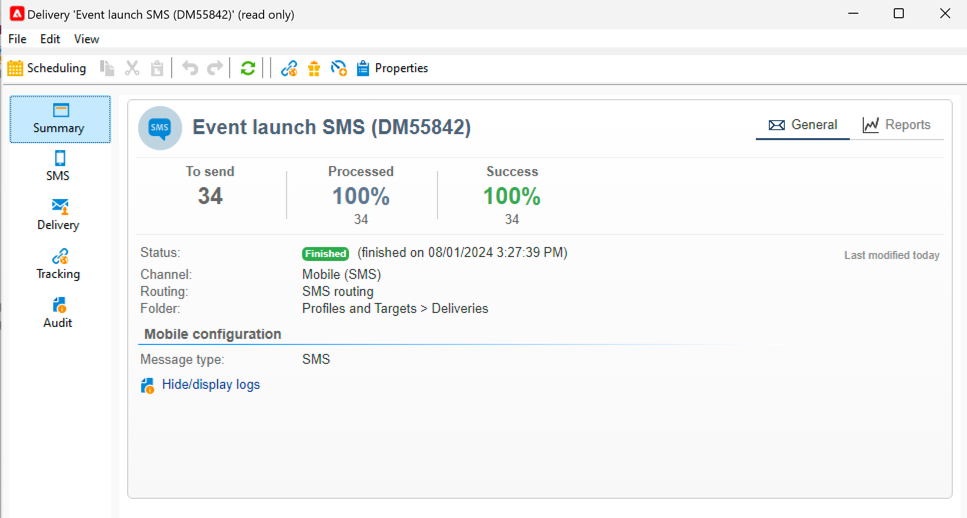 Delivery 'Event launch SMS (DM55842)' (read only)
File Edit View
Scheduling Properties
Summary
SMS
Delivery
Tracking
Audit
SMS
Event launch SMS (DM55842)
General Reports
To send Processed Success
34 100% 100%
34 34
Status: Finished (finished on 08/01/2024 3:27:39 PM) Last modified today
Channel: Mobile (SMS)
Routing: SMS routing
Folder: Profiles and Targets > Deliveries
Mobile configuration
Message type: SMS
Hide/display logs